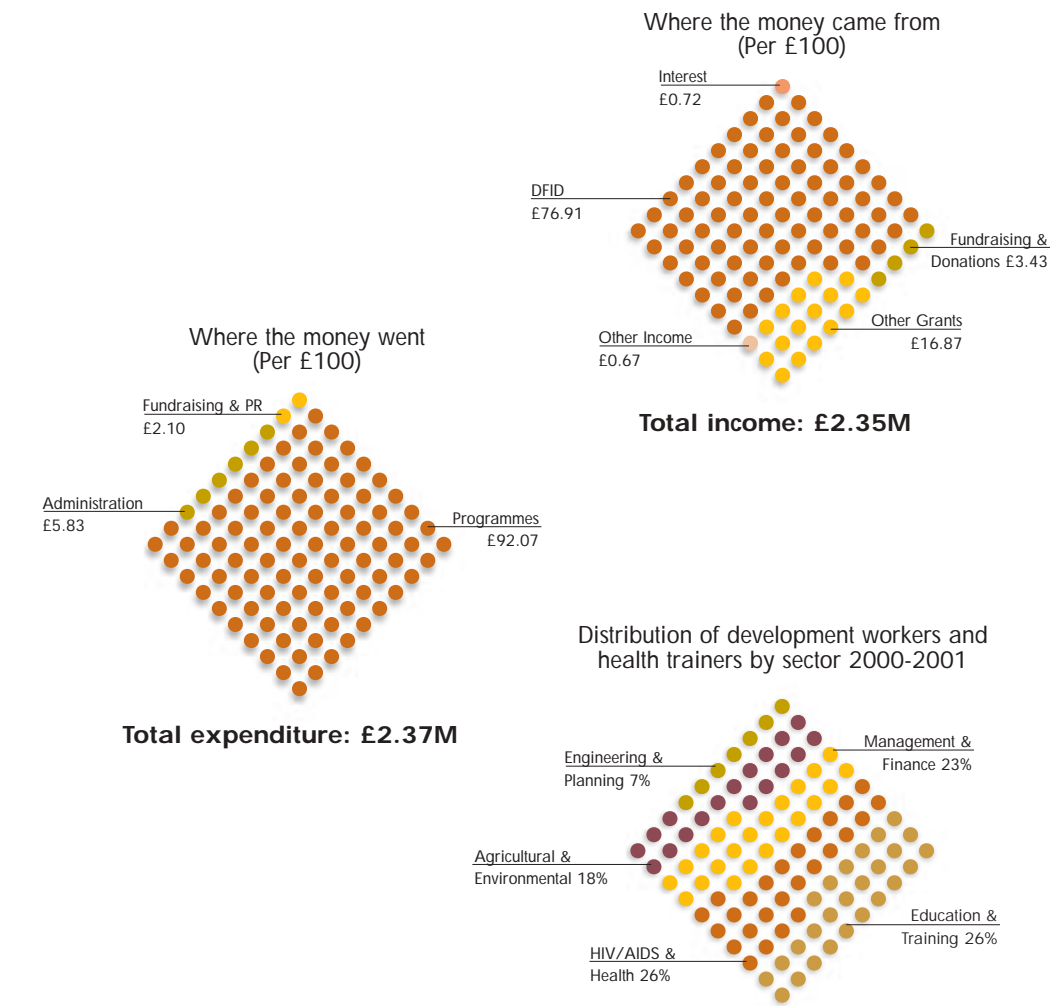 Where the money came from
(Per £100)
Interest
£0.72
DFID
£76.91
Fundraising &
Donations £3.43
Other Grants
£16.87
Other Income
£0.67
Total income: £2.35M
Where the money went
(Per £100)
Fundraising & PR
£2.10
Administration
£5.83
Programmes
£92.07
Total expenditure: £2.37M
Distribution of development workers and
health trainers by sector 2000-2001
Management &
Finance 23%
Engineering &
Planning 7%
Agricultural &
Environmental 18%
Education &
Training 26%
HIV/AIDS &
Health 26%